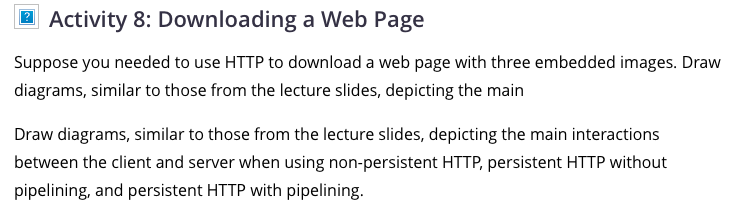 Activity 8: Downloading a Web Page
Suppose you needed to use HTTP to download a web page with three embedded images. Draw
diagrams, similar to those from the lecture slides, depicting the main
Draw diagrams, similar to those from the lecture slides, depicting the main interactions
between the client and server when using non-persistent HTTP, persistent HTTP without
pipelining, and persistent HTTP with pipelining.